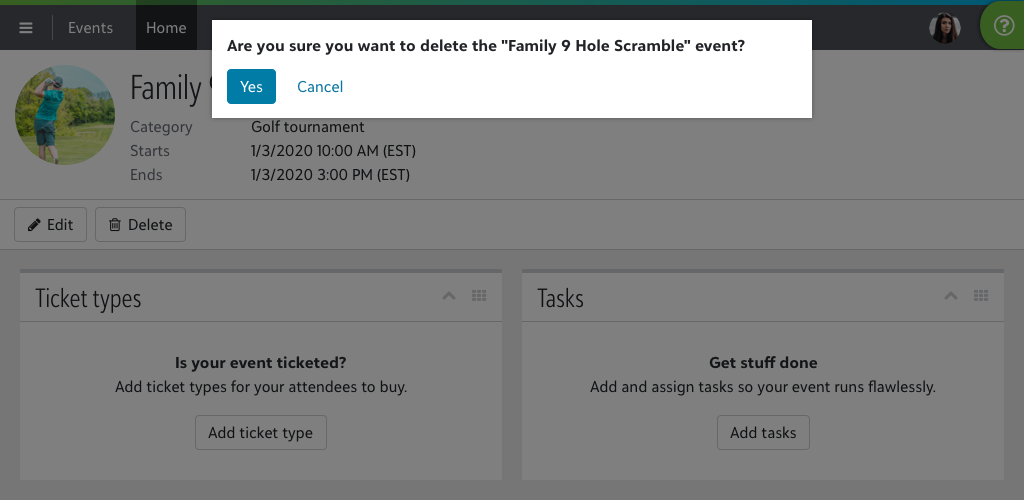 Events Home
Are you sure you want to delete the "Family 9 Hole Scramble" event?
Yes Cancel
Family
Category Golf tournament
Starts 1/3/2020 10:00 AM (EST)
Ends 1/3/2020 3:00 PM (EST)
Edit Delete
Ticket types
Is your event ticketed?
Add ticket types for your attendees to buy.
Add ticket type
Tasks
Get stuff done
Add and assign tasks so your event runs flawlessly.
Add tasks